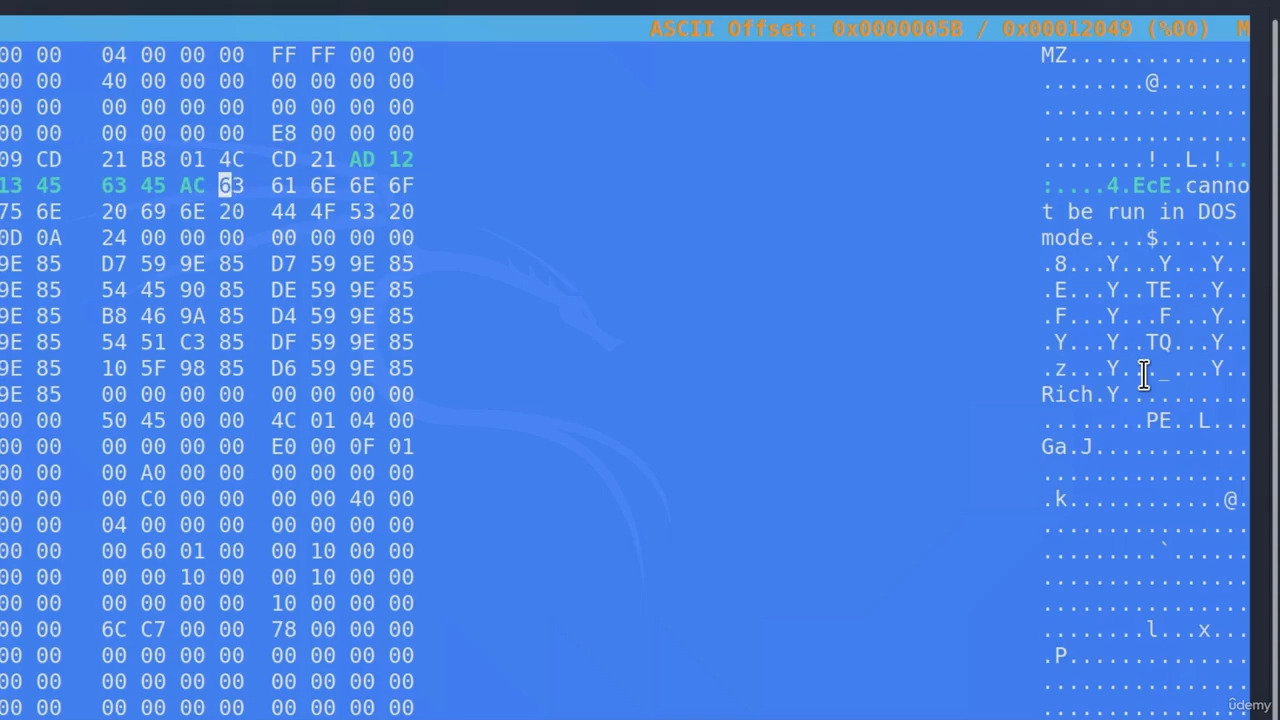 ASCII Offset: 0x0000005B / 0x00012049 (%00) M
00 00 04 00 00 00 FF FF 00 00 MZ..............
00 00 40 00 00 00 00 00 00 00 ........@.......
00 00 00 00 00 00 00 00 00 00 ................
00 00 00 00 00 00 E8 00 00 00 ................
09 CD 21 B8 01 4C CD 21 AD 12 ........!..L.!..
13 45 63 45 AC 63 61 6E 6E 6F :....4.EcE.canno
75 6E 20 69 6E 20 44 4F 53 20 t be run in DOS
0D 0A 24 00 00 00 00 00 00 00 mode....$.......
9E 85 D7 59 9E 85 D7 59 9E 85 .8...Y...Y...Y..
9E 85 54 45 90 85 DE 59 9E 85 .E...Y..TE...Y..
9E 85 B8 46 9A 85 D4 59 9E 85 .F...Y...F...Y..
9E 85 54 51 C3 85 DF 59 9E 85 .Y...Y..TQ...Y..
9E 85 10 5F 98 85 D6 59 9E 85 .z...Y..._...Y..
9E 85 00 00 00 00 00 00 00 00 Rich.Y..........
00 00 50 45 00 00 4C 01 04 00 ........PE..L...
00 00 00 00 00 00 E0 00 0F 01 Ga.J............
00 00 00 A0 00 00 00 00 00 00 ................
00 00 00 C0 00 00 00 00 40 00 .k............@.
00 00 04 00 00 00 00 00 00 00 ................
00 00 00 60 01 00 00 10 00 00 .........`......
00 00 00 00 10 00 00 10 00 00 ................
00 00 00 00 00 00 10 00 00 00 ................
00 00 6C C7 00 00 78 00 00 00 ........l...x...
00 00 00 00 00 00 00 00 00 00 .P..............
00 00 00 00 00 00 00 00 00 00 ................
00 00 00 00 00 00 00 00 00 00 ................
ûdemy